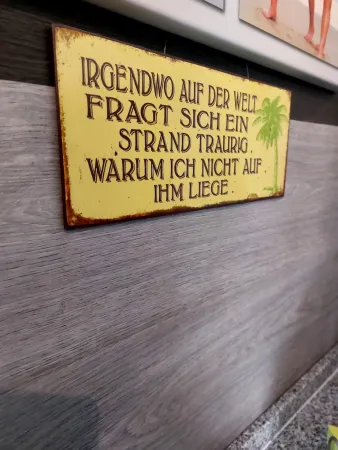 IRGENDWO AUF DER WELT
FRAGT SICH EIN
STRAND TRAURIG,
WARUM ICH NICHT AUF
IHM LIEGE.